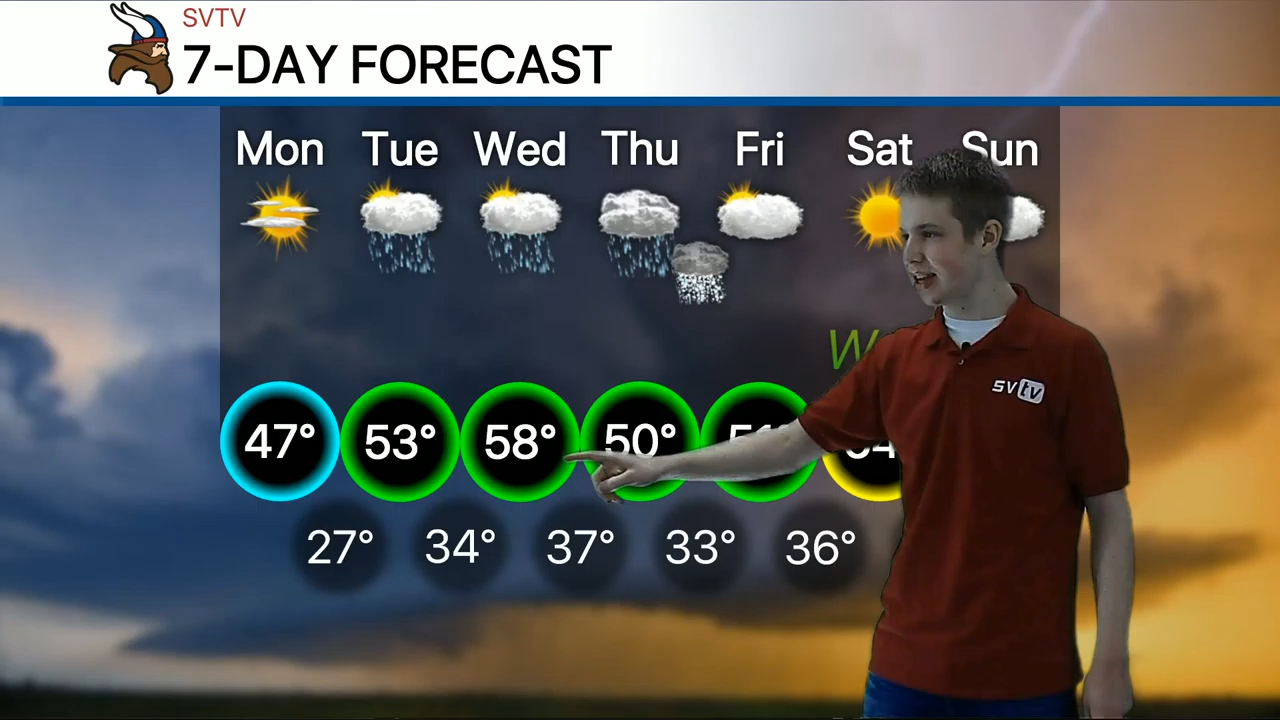 SVTV
7-DAY FORECAST
Mon Tue Wed Thu Fri Sat Sun
47° 53° 58° 50°
27° 34° 37° 33° 36°
SVtv